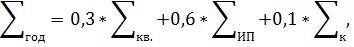 ∑год = 0,3 * ∑кв. +0,6 * ∑ИП +0,1 * ∑к ,